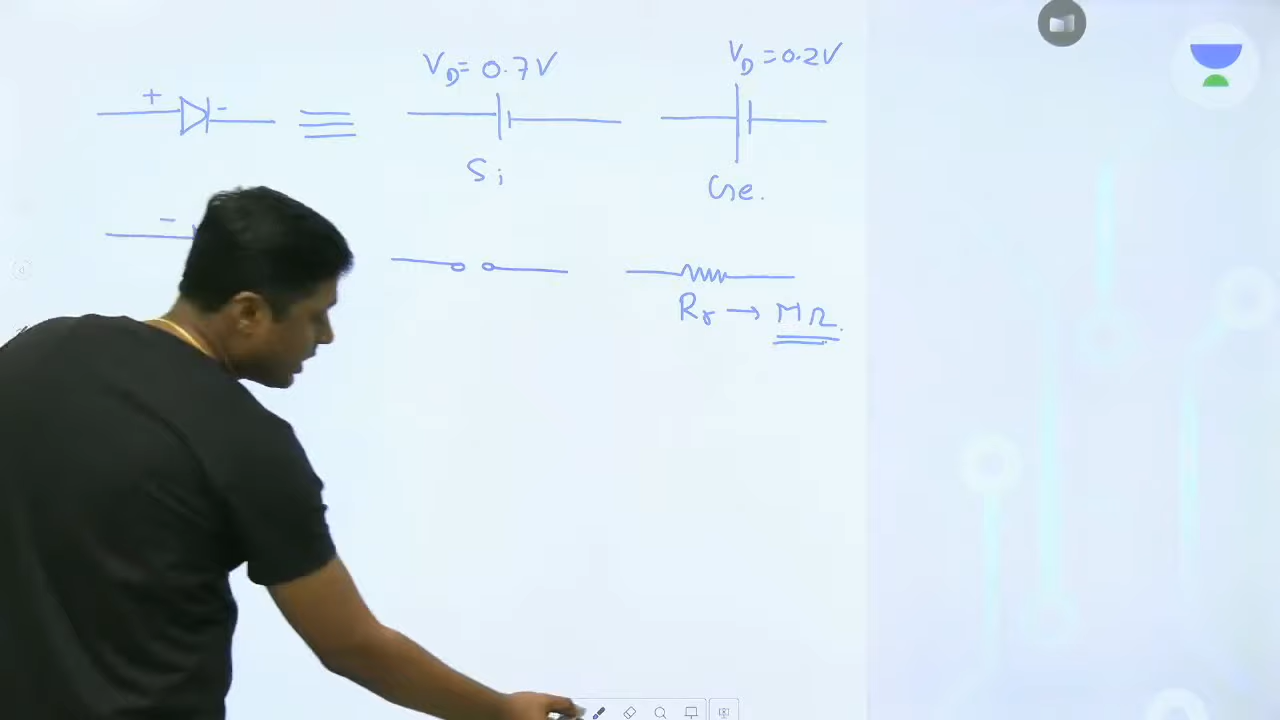 V_D = 0.7V
V_D = 0.2V
+ -
Si
Ge.
-
R_r → MΩ.